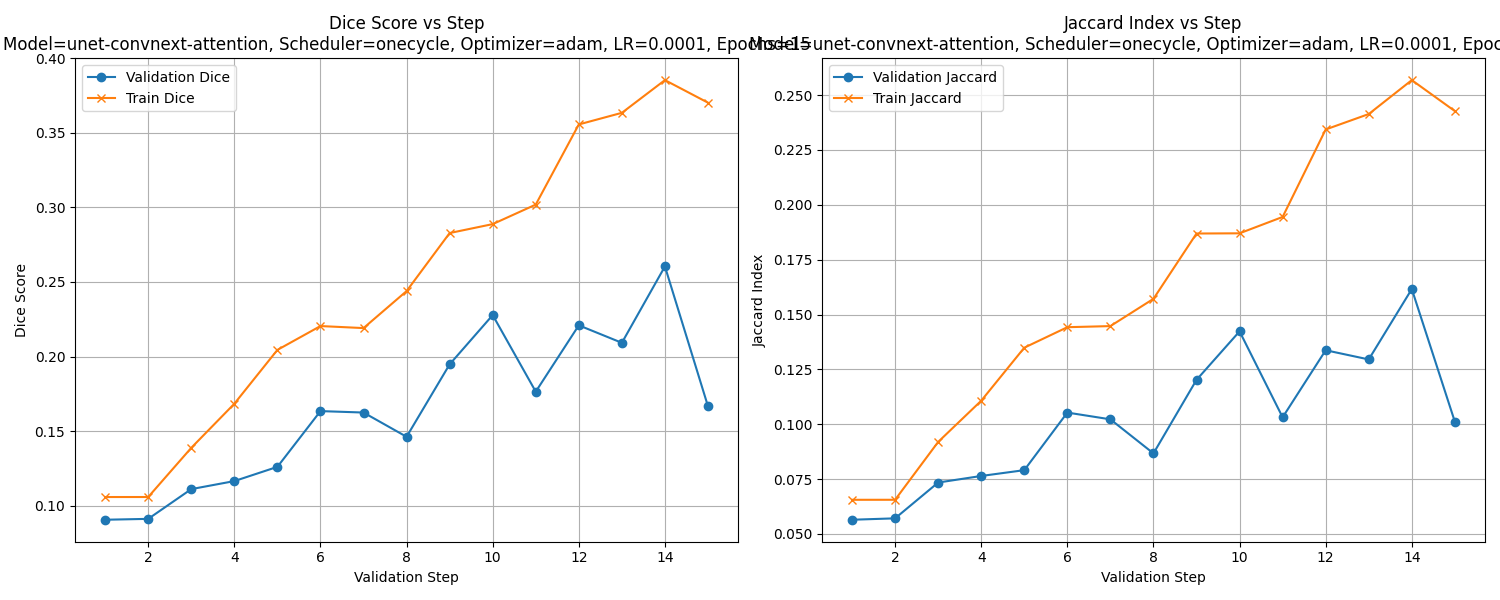 Dice Score vs Step
Model=unet-convnext-attention, Scheduler=onecycle, Optimizer=adam, LR=0.0001, Epochs=15
Validation Dice
Train Dice
0.40
0.35
0.30
0.25
0.20
0.15
0.10
Dice Score
2 4 6 8 10 12 14
Validation Step
Jaccard Index vs Step
Model=unet-convnext-attention, Scheduler=onecycle, Optimizer=adam, LR=0.0001, Epoc
Validation Jaccard
Train Jaccard
0.250
0.225
0.200
0.175
0.150
0.125
0.100
0.075
0.050
Jaccard Index
2 4 6 8 10 12 14
Validation Step